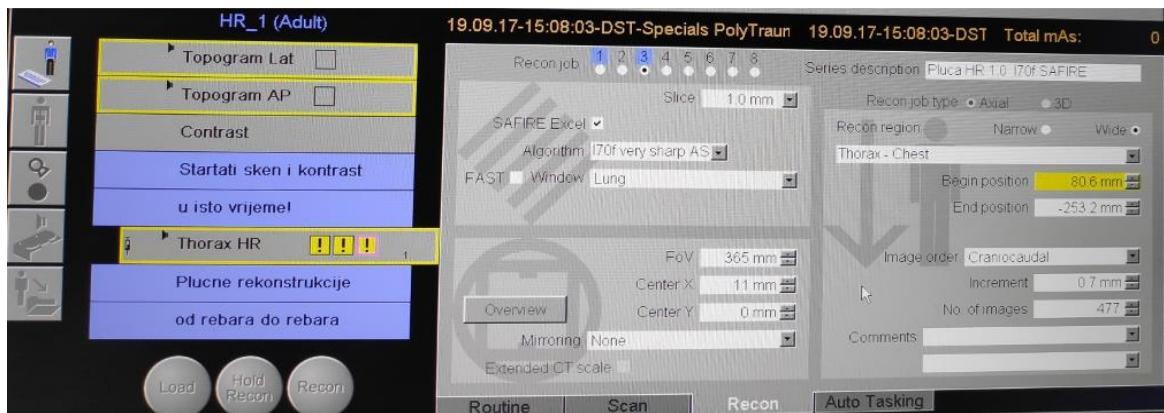 HR_1 (Adult)
Topogram Lat
Topogram AP
Contrast
Startati sken i kontrast
u isto vrijeme!
Thorax HR ! ! ! 1
Plucne rekonstrukcije
od rebara do rebara
Load Hold Recon Recon
19.09.17-15:08:03-DST-Specials PolyTraun
Recon job 1 2 3 4 5 6 7 8
Slice 1.0 mm
SAFIRE Excel
Algorithm I70f very sharp AS
FAST Window Lung
FoV 365 mm
Center X 11 mm
Overview Center Y 0 mm
Mirroring None
Extended CT scale
Routine Scan Recon Auto Tasking
19.09.17-15:08:03-DST Total mAs: 0
Series description Pluca HR 1.0 I70f SAFIRE
Recon job type Axial 3D
Recon region Narrow Wide
Thorax - Chest
Begin position 80.6 mm
End position -253.2 mm
Image order Craniocaudal
Increment 0.7 mm
No. of images 477
Comments